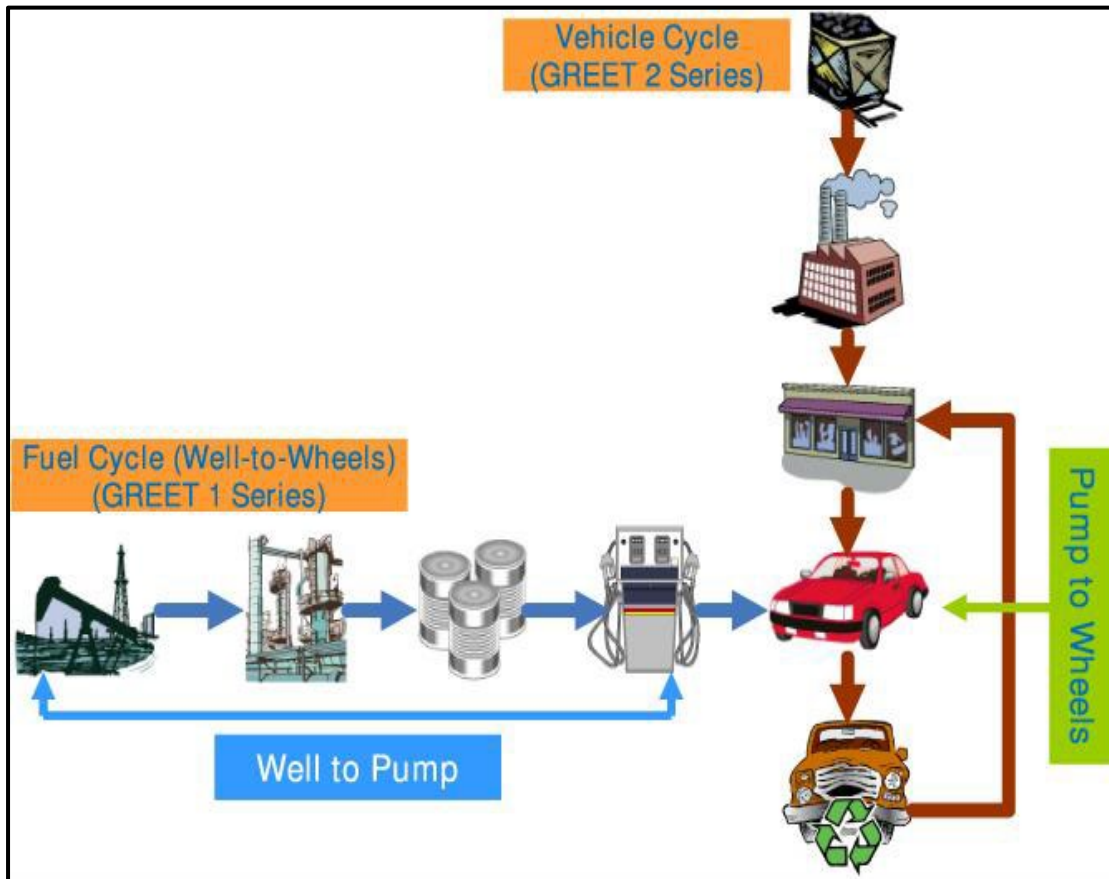 Vehicle Cycle
(GREET 2 Series)
Fuel Cycle (Well-to-Wheels)
(GREET 1 Series)
Pump to Wheels
Well to Pump